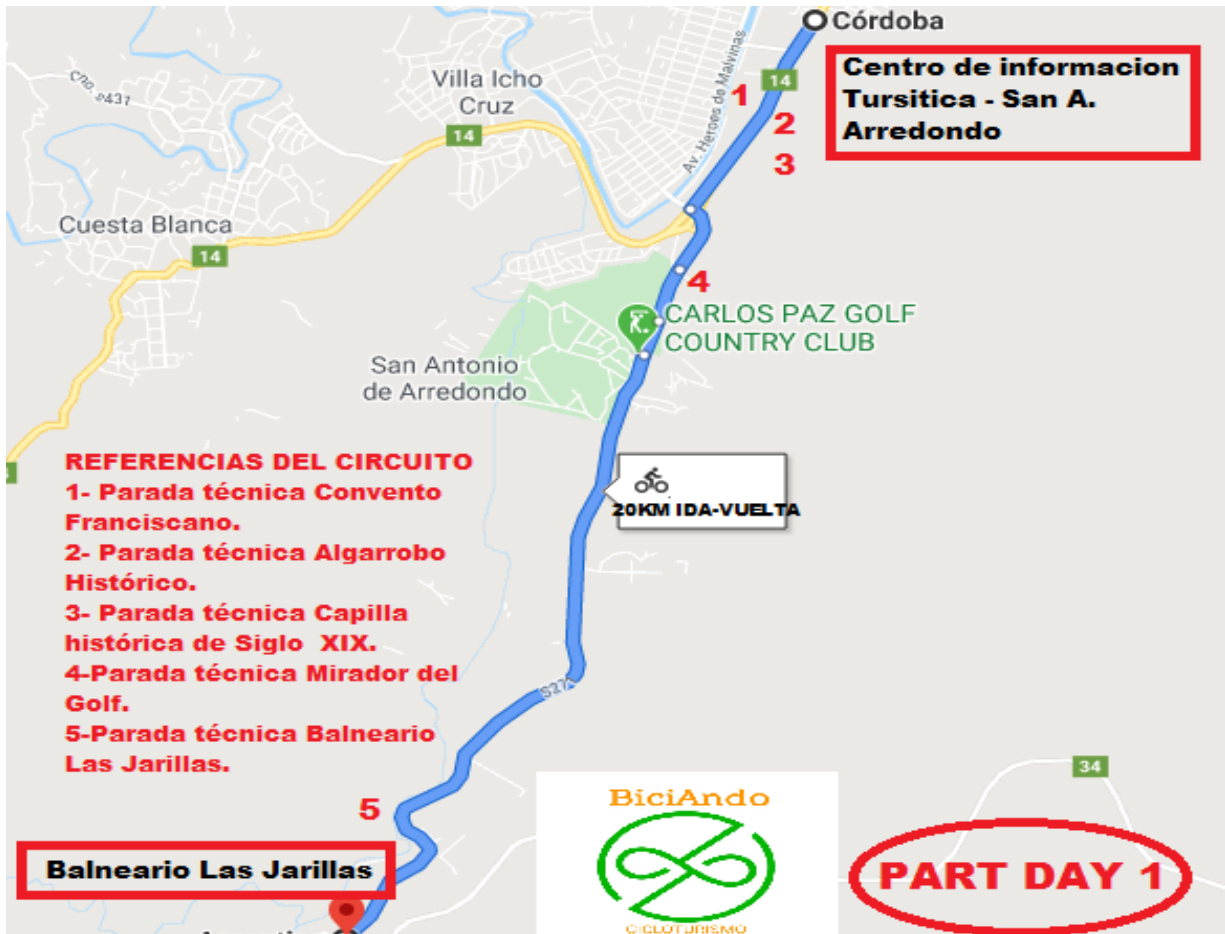 Córdoba
Centro de informacion
Tursitica - San A.
Arredondo
14
1
2
3
Av. Heroes de Malvinas
Villa Icho
Cruz
14
Cuesta Blanca
14
4
CARLOS PAZ GOLF
COUNTRY CLUB
San Antonio
de Arredondo
REFERENCIAS DEL CIRCUITO
1- Parada técnica Convento
Franciscano.
2- Parada técnica Algarrobo
Histórico.
3- Parada técnica Capilla
histórica de Siglo XIX.
4-Parada técnica Mirador del
Golf.
5-Parada técnica Balneario
Las Jarillas.
20KM IDA-VUELTA
S271
5
Balneario Las Jarillas
BiciAndo
CICLOTURISMO
34
PART DAY 1